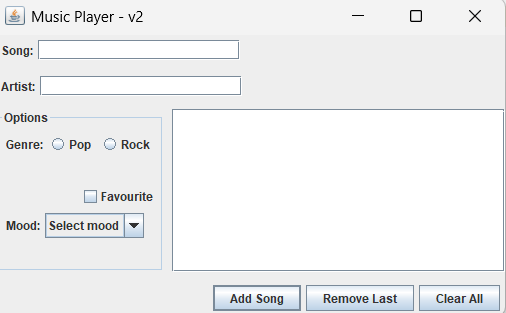 Music Player - v2
Song:
Artist:
Options
Genre: Pop Rock
Favourite
Mood: Select mood
Add Song Remove Last Clear All